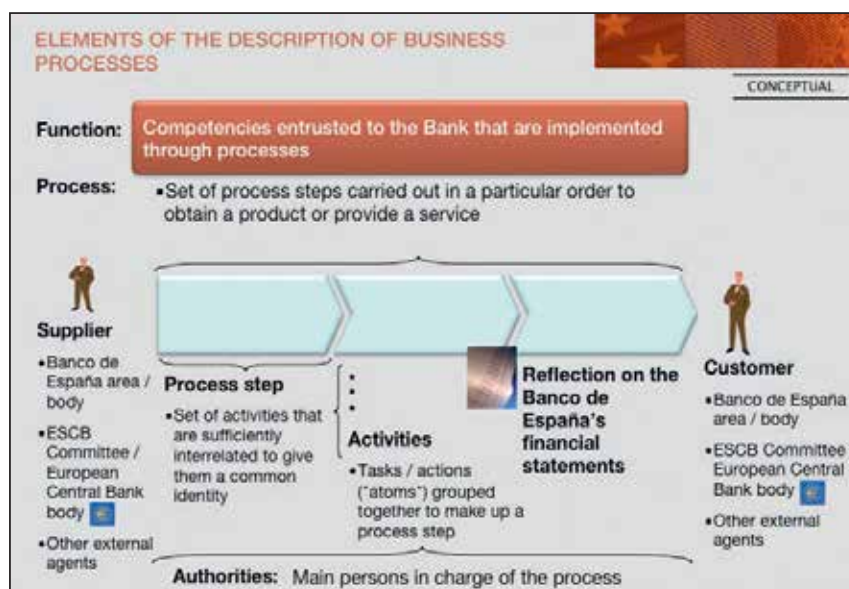 ELEMENTS OF THE DESCRIPTION OF BUSINESS
PROCESSES
CONCEPTUAL
Function:
Competencies entrusted to the Bank that are implemented
through processes
Process:
▪Set of process steps carried out in a particular order to
obtain a product or provide a service
Supplier
▪Banco de
España area /
body
▪ESCB
Committee /
European
Central Bank
body
▪Other external
agents
Process step
▪Set of activities that
are sufficiently
interrelated to give
them a common
identity
Activities
▪Tasks / actions
("atoms") grouped
together to make up a
process step
Reflection on the
Banco de
España's
financial
statements
Customer
▪Banco de España
area / body
▪ESCB Committee
European Central
Bank body
▪Other external
agents
Authorities: Main persons in charge of the process